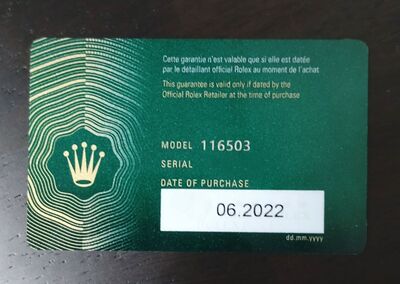 Cette garantie n'est valable que si elle est datée
par le détaillant official Rolex au moment de l'achat
This guarantee is valid only if dated by the
Official Rolex Retailer at the time of purchase
MODEL 116503
SERIAL
DATE OF PURCHASE
06.2022
dd.mm.yyyy